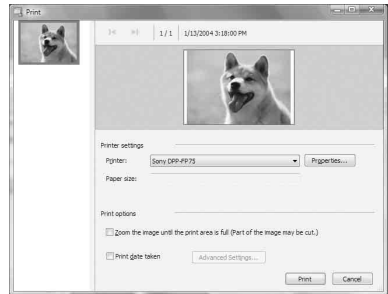 Print
1 / 1
1/13/2004 3:18:00 PM
Printer settings
Printer:
Sony DPP-FP75
Properties...
Paper size:
Print options
Zoom the image until the print area is full (Part of the image may be cut.)
Print date taken
Advanced Settings...
Print
Cancel